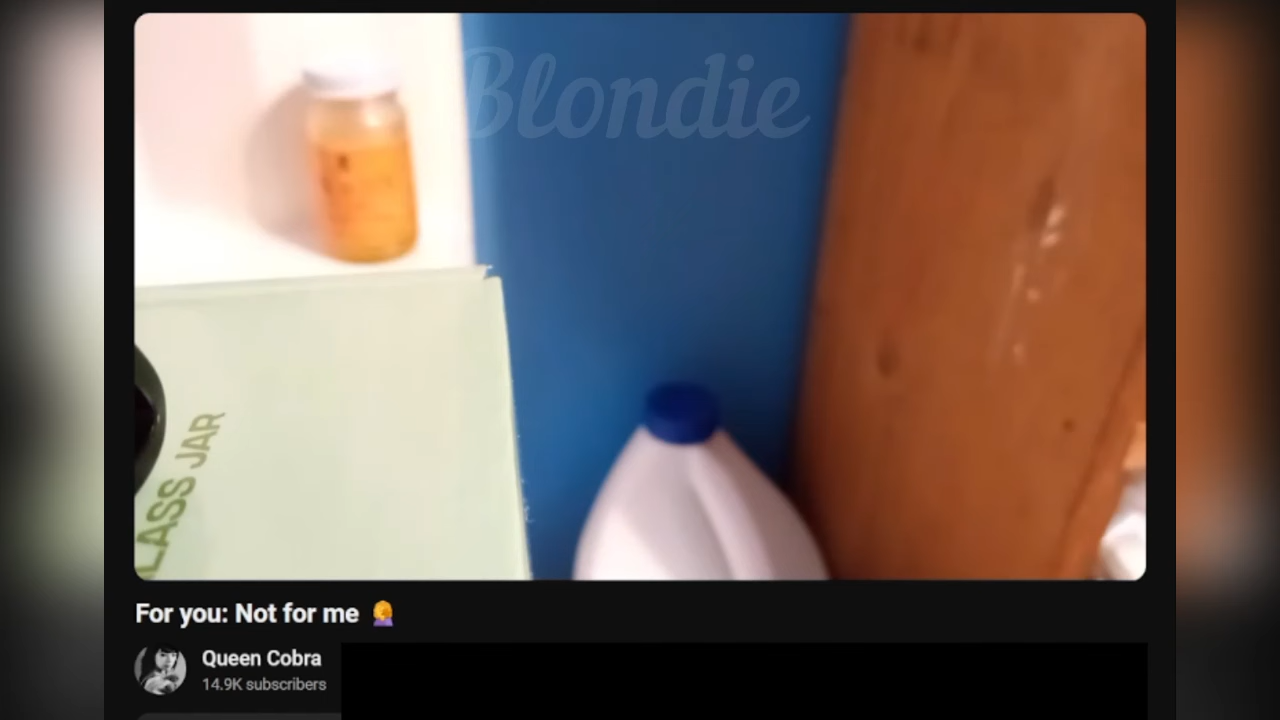 Blondie
LASS JAR
For you: Not for me 🤦‍♀️
Queen Cobra
14.9K subscribers